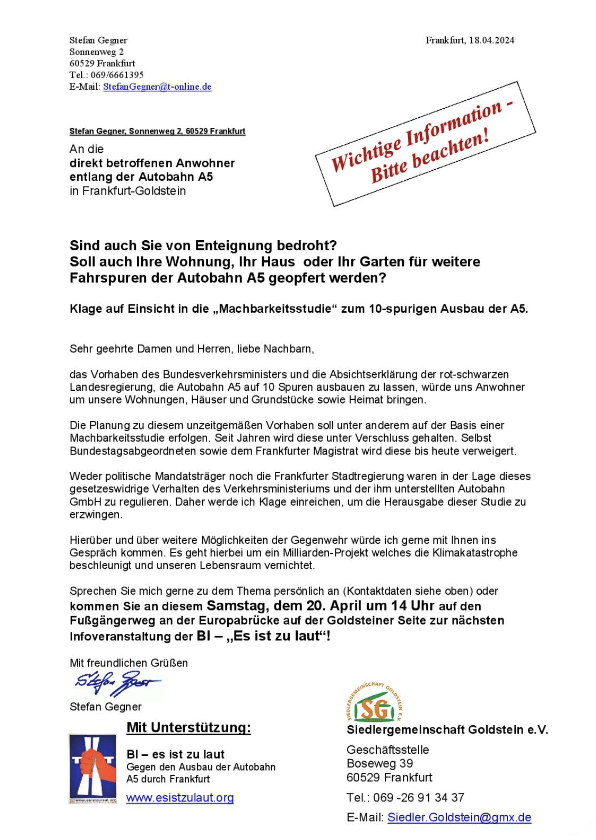 Stefan Gegner
Sonnenweg 2
60529 Frankfurt
Tel.: 069/6661395
E-Mail: StefanGegner@t-online.de
Frankfurt, 18.04.2024
Wichtige Information -
Bitte beachten!
Stefan Gegner, Sonnenweg 2, 60529 Frankfurt
An die
direkt betroffenen Anwohner
entlang der Autobahn A5
in Frankfurt-Goldstein
Sind auch Sie von Enteignung bedroht?
Soll auch Ihre Wohnung, Ihr Haus oder Ihr Garten für weitere
Fahrspuren der Autobahn A5 geopfert werden?
Klage auf Einsicht in die „Machbarkeitsstudie“ zum 10-spurigen Ausbau der A5.
Sehr geehrte Damen und Herren, liebe Nachbarn,
das Vorhaben des Bundesverkehrsministers und die Absichtserklärung der rot-schwarzen
Landesregierung, die Autobahn A5 auf 10 Spuren ausbauen zu lassen, würde uns Anwohner
um unsere Wohnungen, Häuser und Grundstücke sowie Heimat bringen.
Die Planung zu diesem unzeitgemäßen Vorhaben soll unter anderem auf der Basis einer
Machbarkeitsstudie erfolgen. Seit Jahren wird diese unter Verschluss gehalten. Selbst
Bundestagsabgeordneten sowie dem Frankfurter Magistrat wird diese bis heute verweigert.
Weder politische Mandatsträger noch die Frankfurter Stadtregierung waren in der Lage dieses
gesetzeswidrige Verhalten des Verkehrsministeriums und der ihm unterstellten Autobahn
GmbH zu regulieren. Daher werde ich Klage einreichen, um die Herausgabe dieser Studie zu
erzwingen.
Hierüber und über weitere Möglichkeiten der Gegenwehr würde ich gerne mit Ihnen ins
Gespräch kommen. Es geht hierbei um ein Milliarden-Projekt welches die Klimakatastrophe
beschleunigt und unseren Lebensraum vernichtet.
Sprechen Sie mich gerne zu dem Thema persönlich an (Kontaktdaten siehe oben) oder
kommen Sie an diesem Samstag, dem 20. April um 14 Uhr auf den
Fußgängerweg an der Europabrücke auf der Goldsteiner Seite zur nächsten
Infoveranstaltung der BI – „Es ist zu laut“!
Mit freundlichen Grüßen
Stefan Gegner
Mit Unterstützung:
BI – es ist zu laut
Gegen den Ausbau der Autobahn
A5 durch Frankfurt
www.esistzulaut.org
SIEDLERGEMEINSCHAFT GOLDSTEIN e.V.
SG
Siedlergemeinschaft Goldstein e.V.
Geschäftsstelle
Boseweg 39
60529 Frankfurt
Tel.: 069 -26 91 34 37
E-Mail: Siedler.Goldstein@gmx.de